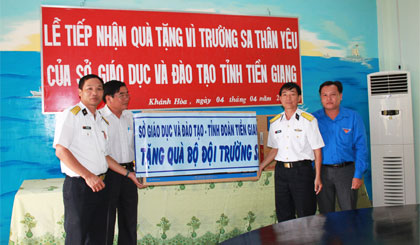 LỄ TIẾP NHẬN QUÀ TẶNG VÌ TRƯỜNG SA THÂN YÊU
CỦA SỞ GIÁO DỤC VÀ ĐÀO TẠO TỈNH TIỀN GIANG
Khánh Hòa, ngày 04 tháng 04 năm
SỞ GIÁO DỤC VÀ ĐÀO TẠO - TỈNH ĐOÀN TIỀN GIAN
TẶNG QUÀ BỘ ĐỘI TRƯỜNG S